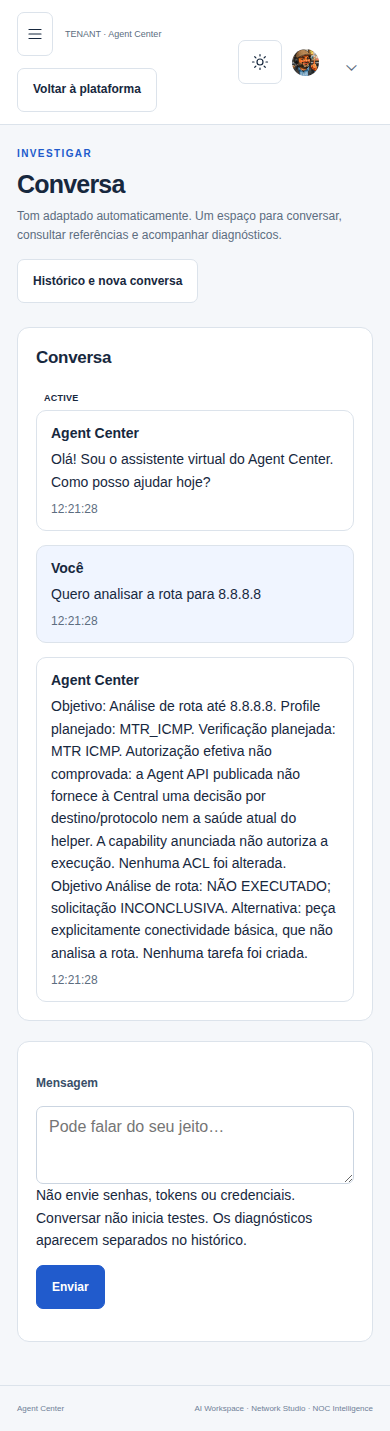 TENANT · Agent Center
Voltar à plataforma
INVESTIGAR
Conversa
Tom adaptado automaticamente. Um espaço para conversar,
consultar referências e acompanhar diagnósticos.
Histórico e nova conversa
Conversa
ACTIVE
Agent Center
Olá! Sou o assistente virtual do Agent Center.
Como posso ajudar hoje?
12:21:28
Você
Quero analisar a rota para 8.8.8.8
12:21:28
Agent Center
Objetivo: Análise de rota até 8.8.8.8. Profile
planejado: MTR_ICMP. Verificação planejada:
MTR ICMP. Autorização efetiva não
comprovada: a Agent API publicada não
fornece à Central uma decisão por
destino/protocolo nem a saúde atual do
helper. A capability anunciada não autoriza a
execução. Nenhuma ACL foi alterada.
Objetivo Análise de rota: NÃO EXECUTADO;
solicitação INCONCLUSIVA. Alternativa: peça
explicitamente conectividade básica, que não
analisa a rota. Nenhuma tarefa foi criada.
12:21:28
Mensagem
Pode falar do seu jeito…
Não envie senhas, tokens ou credenciais.
Conversar não inicia testes. Os diagnósticos
aparecem separados no histórico.
Enviar
Agent Center
AI Workspace · Network Studio · NOC Intelligence